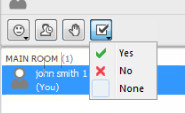 Yes
No
None
MAIN ROOM (1)
john smith 1
(You)